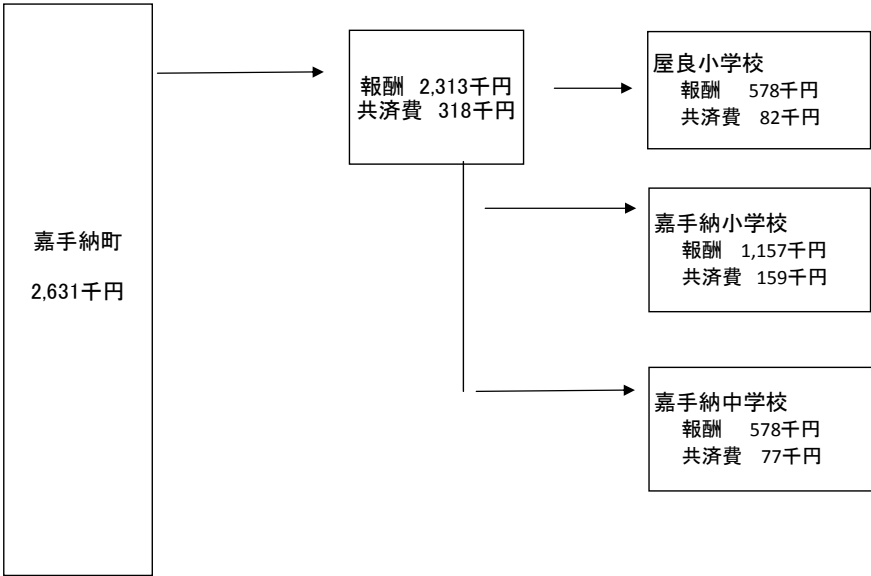 嘉手納町
2,631千円
報酬 2,313千円
共済費 318千円
屋良小学校
報酬 578千円
共済費 82千円
嘉手納小学校
報酬 1,157千円
共済費 159千円
嘉手納中学校
報酬 578千円
共済費 77千円